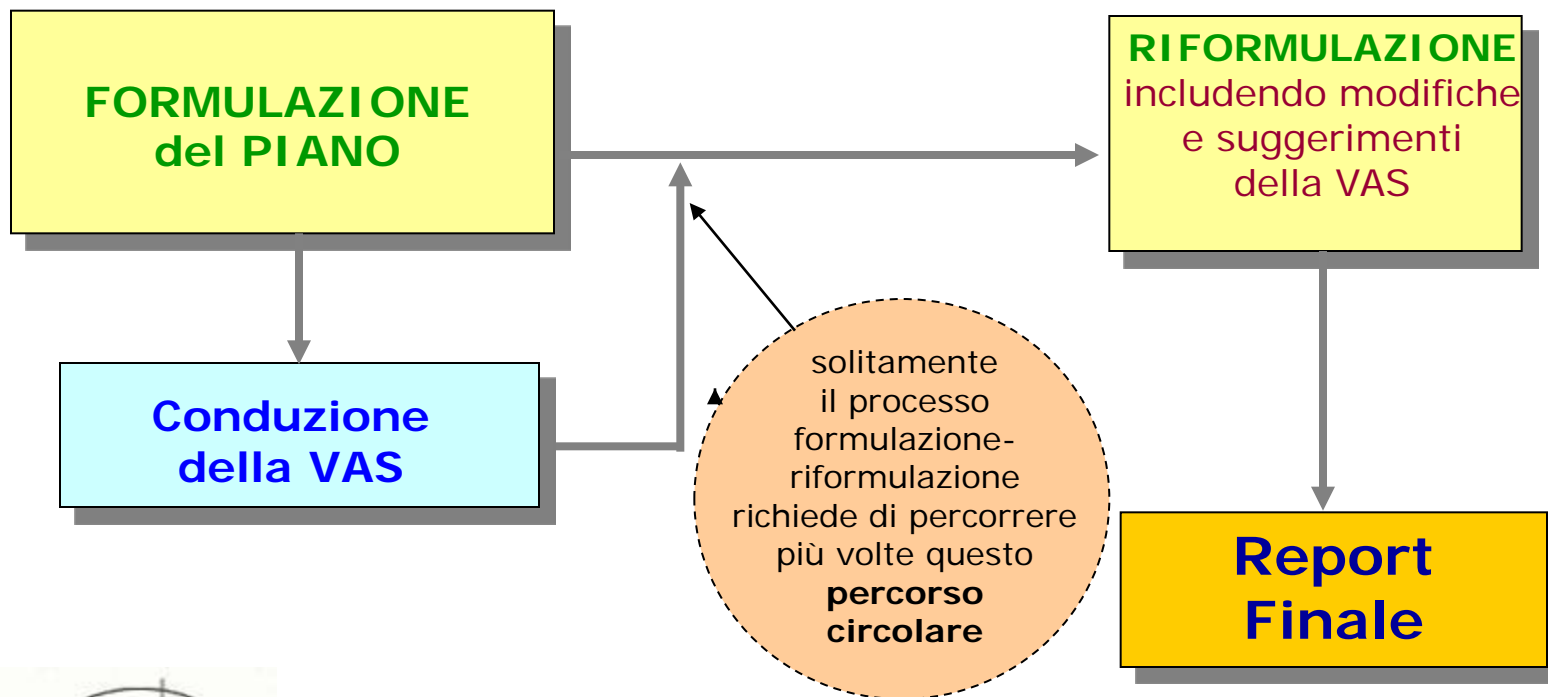 FORMULAZIONE
del PIANO
RIFORMULAZIONE
includendo modifiche
e suggerimenti
della VAS
Conduzione
della VAS
solitamente
il processo
formulazione-
riformulazione
richiede di percorrere
più volte questo
percorso
circolare
Report
Finale